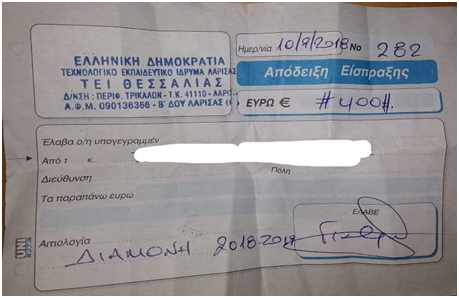 ΕΛΛΗΝΙΚΗ ΔΗΜΟΚΡΑΤΙΑ
ΤΕΧΝΟΛΟΓΙΚΟ ΕΚΠΑΙΔΕΥΤΙΚΟ ΙΔΡΥΜΑ ΛΑΡΙΣΑΣ
ΤΕΙ ΘΕΣΣΑΛΙΑΣ
Δ/ΝΣΗ: ΠΕΡΙΦ. ΤΡΙΚΑΛΩΝ - Τ.Κ. 41110 - ΛΑΡΙΣ
Α.Φ.Μ. 090136366 - Β' ΔΟΥ ΛΑΡΙΣΑΣ
Ημερ/νία 10/9/2018 No 282
Απόδειξη Είσπραξης
ΕΥΡΩ € #400#
Έλαβα ο/η υπογεγραμμέν
Από τ κ.
Διεύθυνση Πόλη
Τα παραπάνω ευρώ
ΕΛΑΒΕ
Αιτιολογία ΔΙΑΜΟΝΗ 2018-2019
UNI